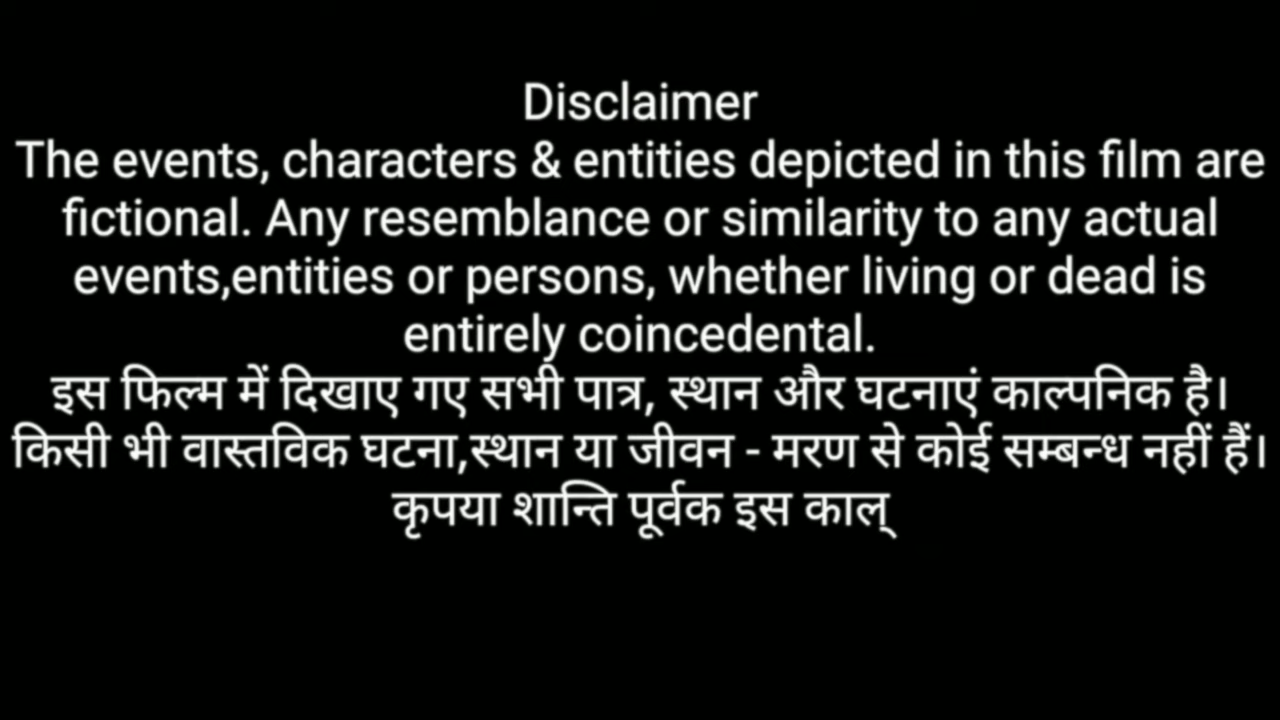 Disclaimer
The events, characters & entities depicted in this film are
fictional. Any resemblance or similarity to any actual
events,entities or persons, whether living or dead is
entirely coincedental.
इस फिल्म में दिखाए गए सभी पात्र, स्थान और घटनाएं काल्पनिक है।
किसी भी वास्तविक घटना,स्थान या जीवन - मरण से कोई सम्बन्ध नहीं हैं।
कृपया शान्ति पूर्वक इस काल्